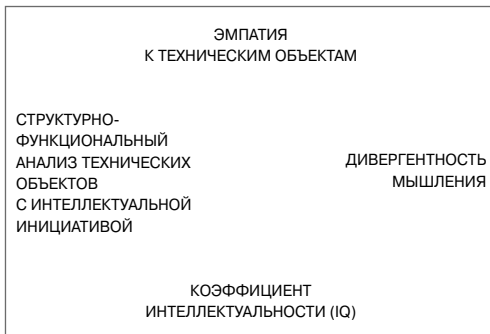 ЭМПАТИЯ
К ТЕХНИЧЕСКИМ ОБЪЕКТАМ
СТРУКТУРНО-
ФУНКЦИОНАЛЬНЫЙ
АНАЛИЗ ТЕХНИЧЕСКИХ
ОБЪЕКТОВ
С ИНТЕЛЛЕКТУАЛЬНОЙ
ИНИЦИАТИВОЙ
ДИВЕРГЕНТНОСТЬ
МЫШЛЕНИЯ
КОЭФФИЦИЕНТ
ИНТЕЛЛЕКТУАЛЬНОСТИ (IQ)